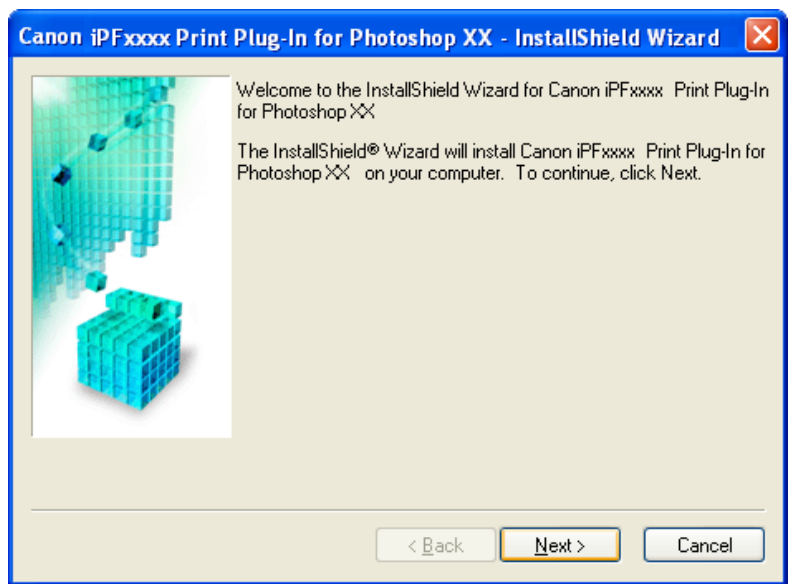 Canon iPFxxxx Print Plug-In for Photoshop XX - InstallShield Wizard
Welcome to the InstallShield Wizard for Canon iPFxxxx Print Plug-In
for Photoshop XX
The InstallShield® Wizard will install Canon iPFxxxx Print Plug-In for
Photoshop XX on your computer. To continue, click Next.
< Back
Next >
Cancel